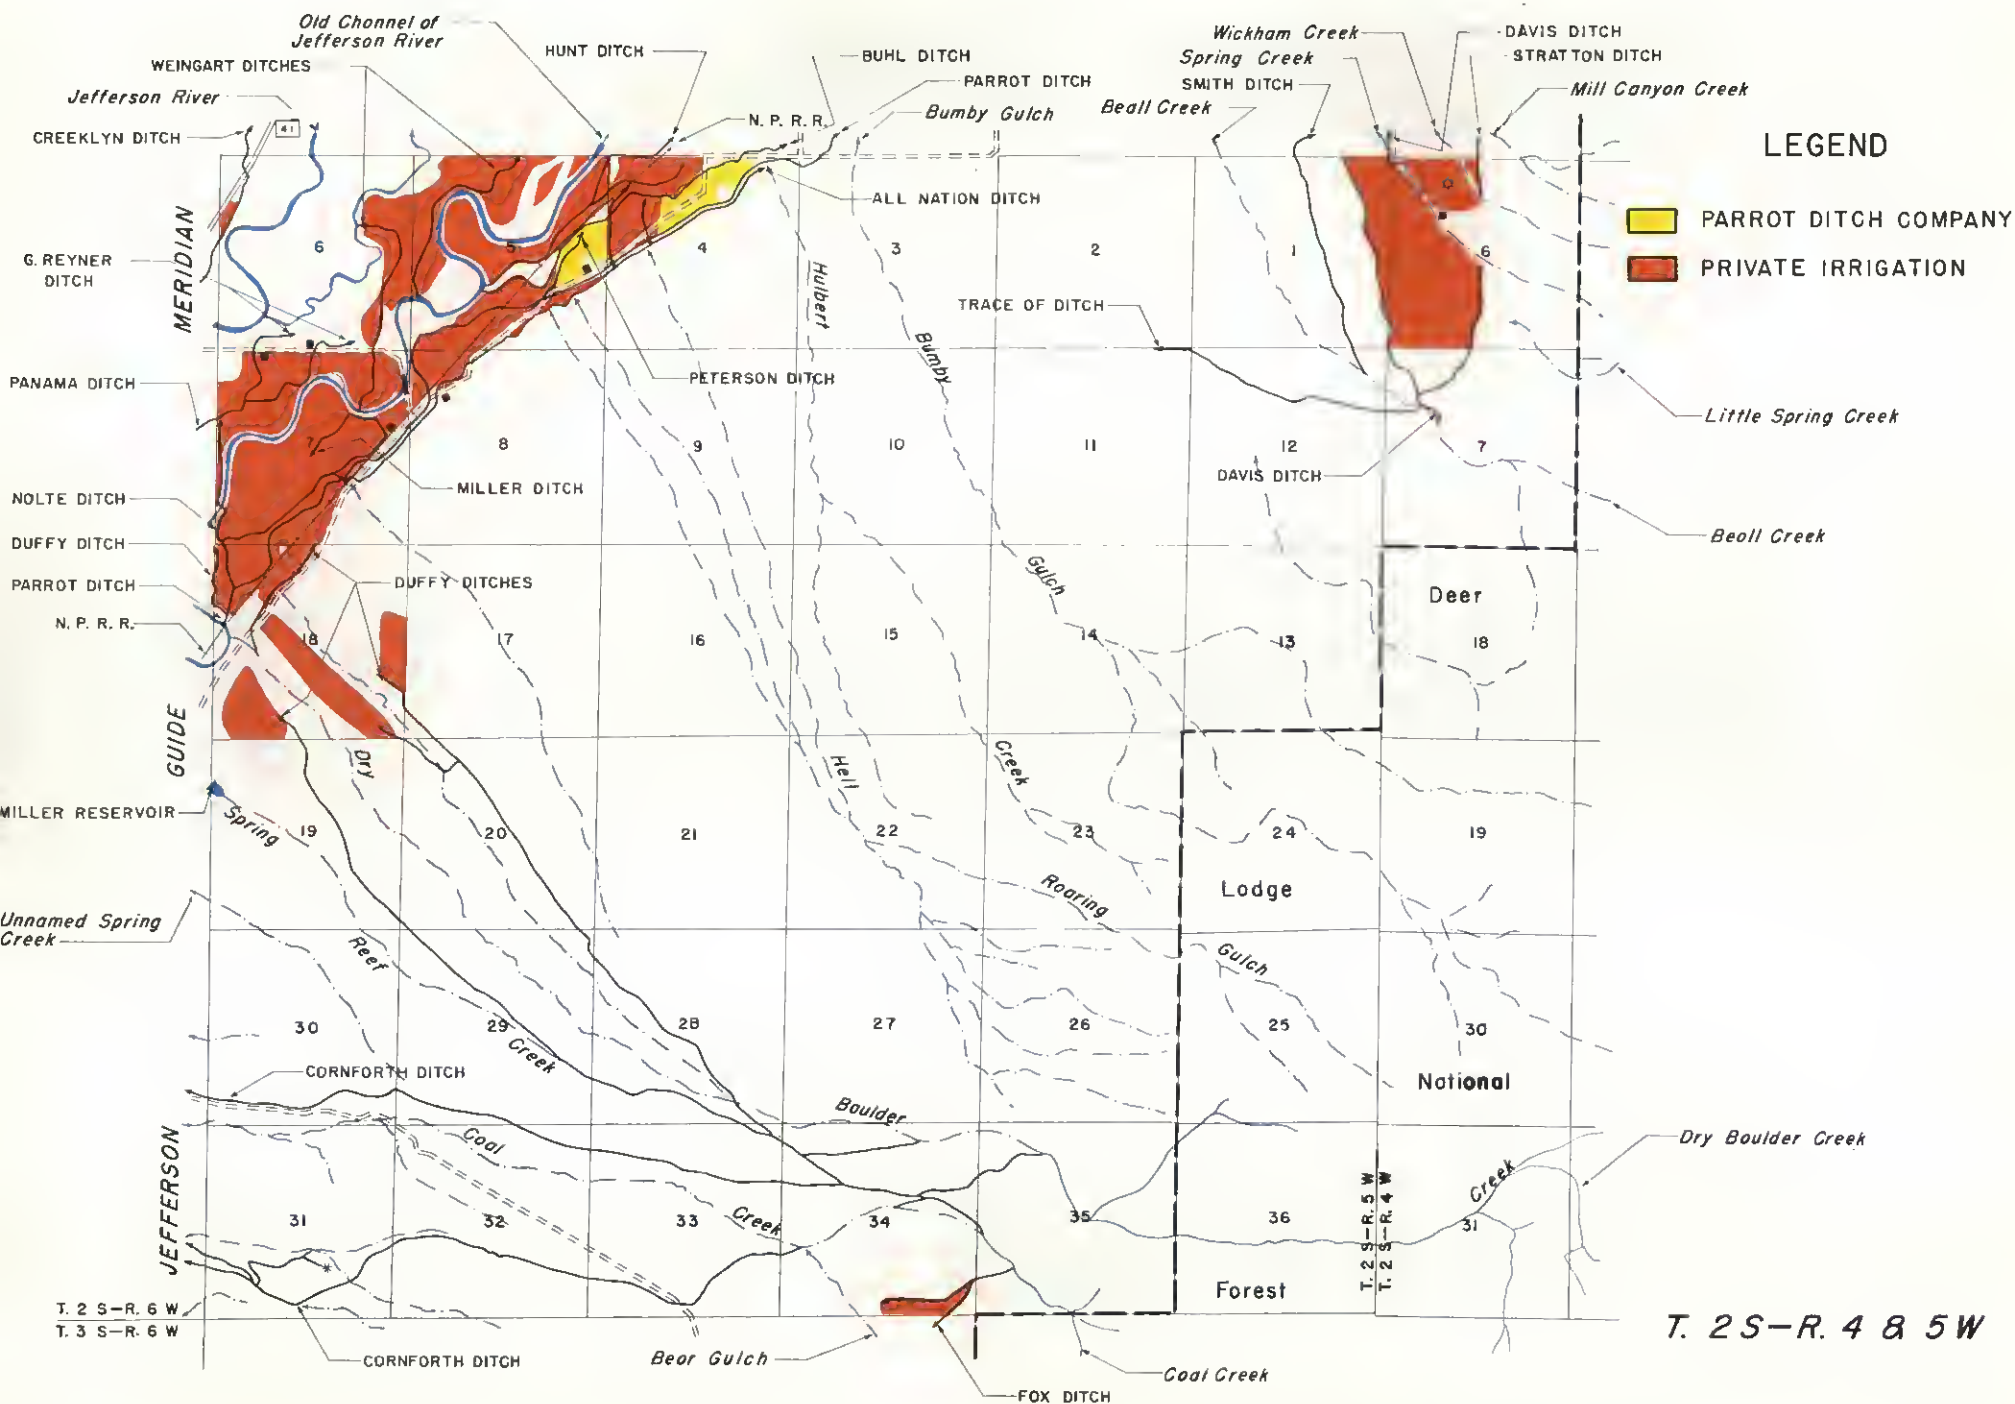 Old Channel of
Jefferson River
WEINGART DITCHES
HUNT DITCH
BUHL DITCH
PARROT DITCH
Wickham Creek
Spring Creek
SMITH DITCH
DAVIS DITCH
STRATTON DITCH
Jefferson River
CREEKLYN DITCH
41
N. P. R. R.
Bumby Gulch
Beall Creek
Mill Canyon Creek
LEGEND
PARROT DITCH COMPANY
PRIVATE IRRIGATION
ALL NATION DITCH
MERIDIAN
6
5
4
3
2
1
6
G. REYNER
DITCH
Hulbert
TRACE OF DITCH
Bumby
PANAMA DITCH
PETERSON DITCH
Little Spring Creek
7
8
9
10
11
12
7
NOLTE DITCH
MILLER DITCH
DAVIS DITCH
DUFFY DITCH
Beall Creek
PARROT DITCH
DUFFY DITCHES
Gulch
Deer
N. P. R. R.
18
17
16
15
14
13
18
GUIDE
Dry
Hell
Creek
MILLER RESERVOIR
Spring
19
20
21
22
23
24
19
Roaring
Lodge
Unnamed Spring
Creek
Reef
Gulch
30
29
28
27
26
25
30
Creek
CORNFORTH DITCH
National
Boulder
Coal
Dry Boulder Creek
JEFFERSON
31
32
33
Creek
34
35
36
T. 2 S-R. 5 W
T. 2 S-R. 4 W
Creek
31
Forest
T. 2 S-R. 6 W
T. 3 S-R. 6 W
CORNFORTH DITCH
Bear Gulch
FOX DITCH
Coal Creek
T. 2S-R. 4 & 5W